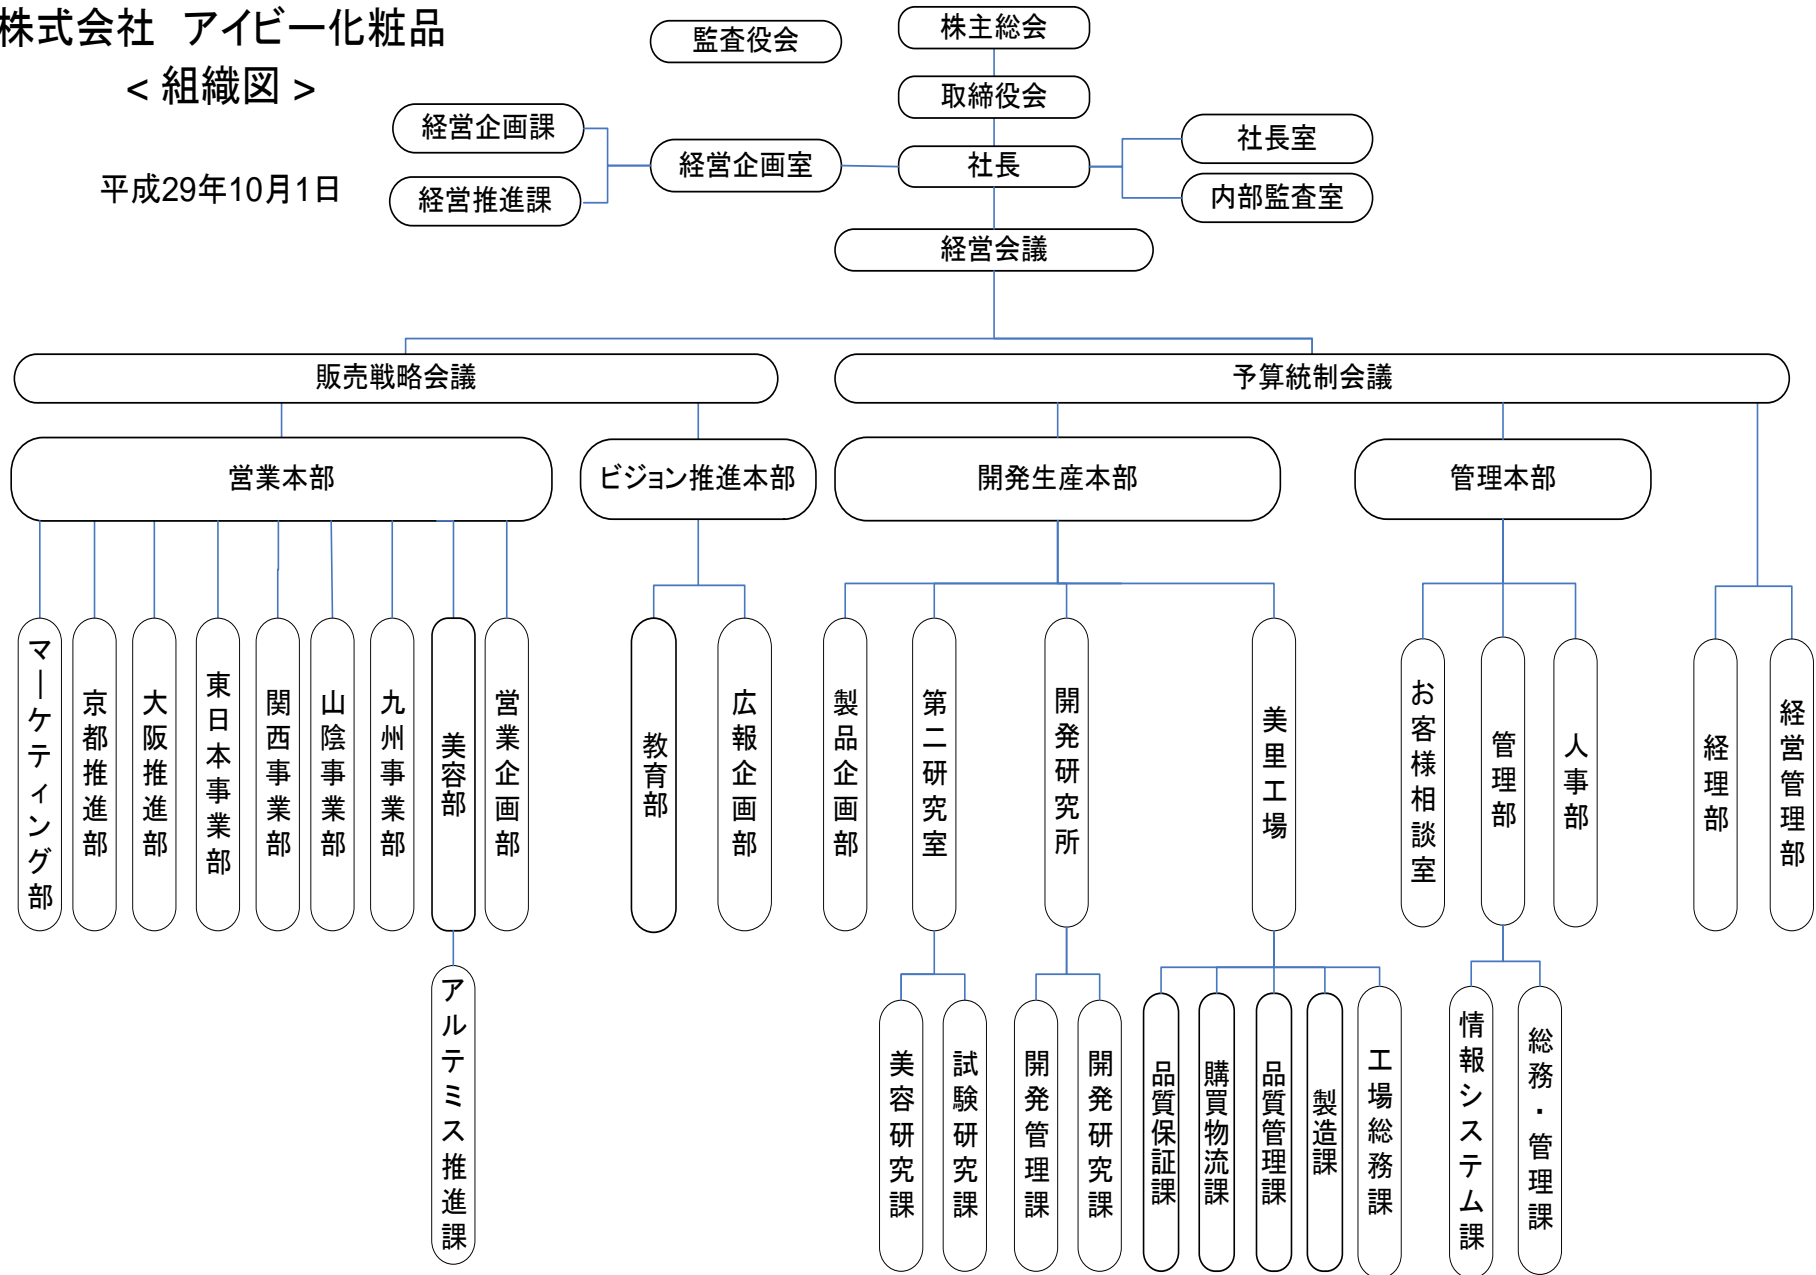 株式会社　アイビー化粧品
＜組織図＞
平成29年10月1日
監査役会
株主総会
取締役会
経営企画課
経営推進課
経営企画室
社長
社長室
内部監査室
経営会議
販売戦略会議
予算統制会議
営業本部
ビジョン推進本部
開発生産本部
管理本部
マーケティング部
京都推進部
大阪推進部
東日本事業部
関西事業部
山陰事業部
九州事業部
美容部
営業企画部
教育部
広報企画部
製品企画部
第二研究室
開発研究所
美里工場
お客様相談室
管理部
人事部
経理部
経営管理部
アルテミス推進課
美容研究課
試験研究課
開発管理課
開発研究課
品質保証課
購買物流課
品質管理課
製造課
工場総務課
情報システム課
総務・管理課